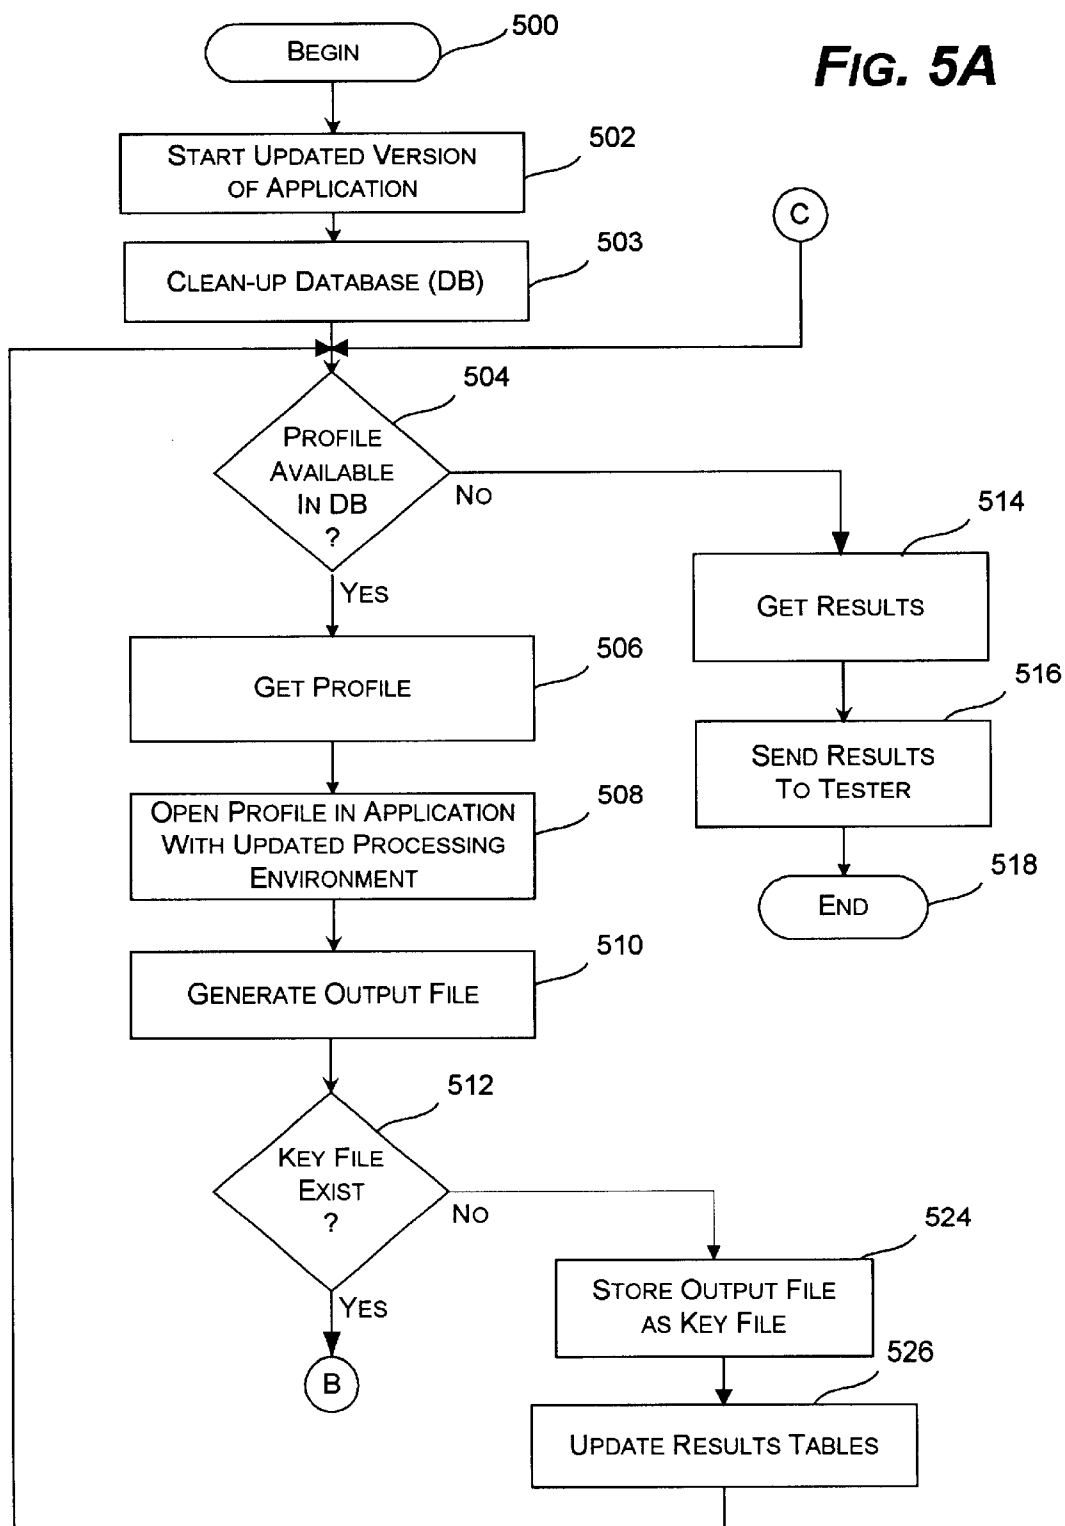 FIG. 5A
500
BEGIN
502
START UPDATED VERSION
OF APPLICATION
C
503
CLEAN-UP DATABASE (DB)
504
PROFILE
AVAILABLE
IN DB
?
NO
YES
514
GET RESULTS
506
GET PROFILE
516
SEND RESULTS
TO TESTER
508
OPEN PROFILE IN APPLICATION
WITH UPDATED PROCESSING
ENVIRONMENT
518
END
510
GENERATE OUTPUT FILE
512
KEY FILE
EXIST
?
NO
YES
524
STORE OUTPUT FILE
AS KEY FILE
B
526
UPDATE RESULTS TABLES